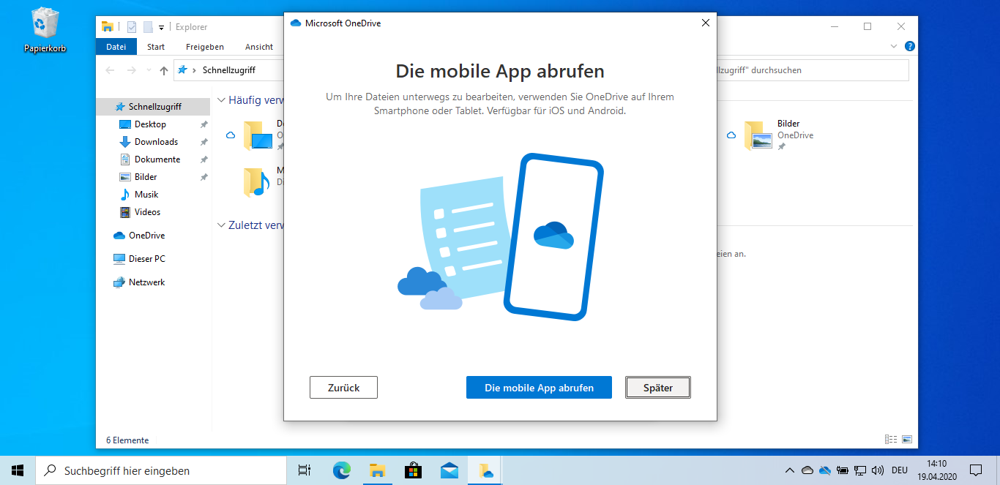 Papierkorb
Explorer
Datei
Start
Freigeben
Ansicht
Schnellzugriff
llzugriff" durchsuchen
Schnellzugriff
Desktop
Downloads
Dokumente
Bilder
Musik
Videos
OneDrive
Dieser PC
Netzwerk
Häufig verw
Bilder
OneDrive
Zuletzt verw
eien an.
6 Elemente
Microsoft OneDrive
Die mobile App abrufen
Um Ihre Dateien unterwegs zu bearbeiten, verwenden Sie OneDrive auf Ihrem
Smartphone oder Tablet. Verfügbar für iOS und Android.
Zurück
Die mobile App abrufen
Später
Suchbegriff hier eingeben
DEU
14:10
19.04.2020